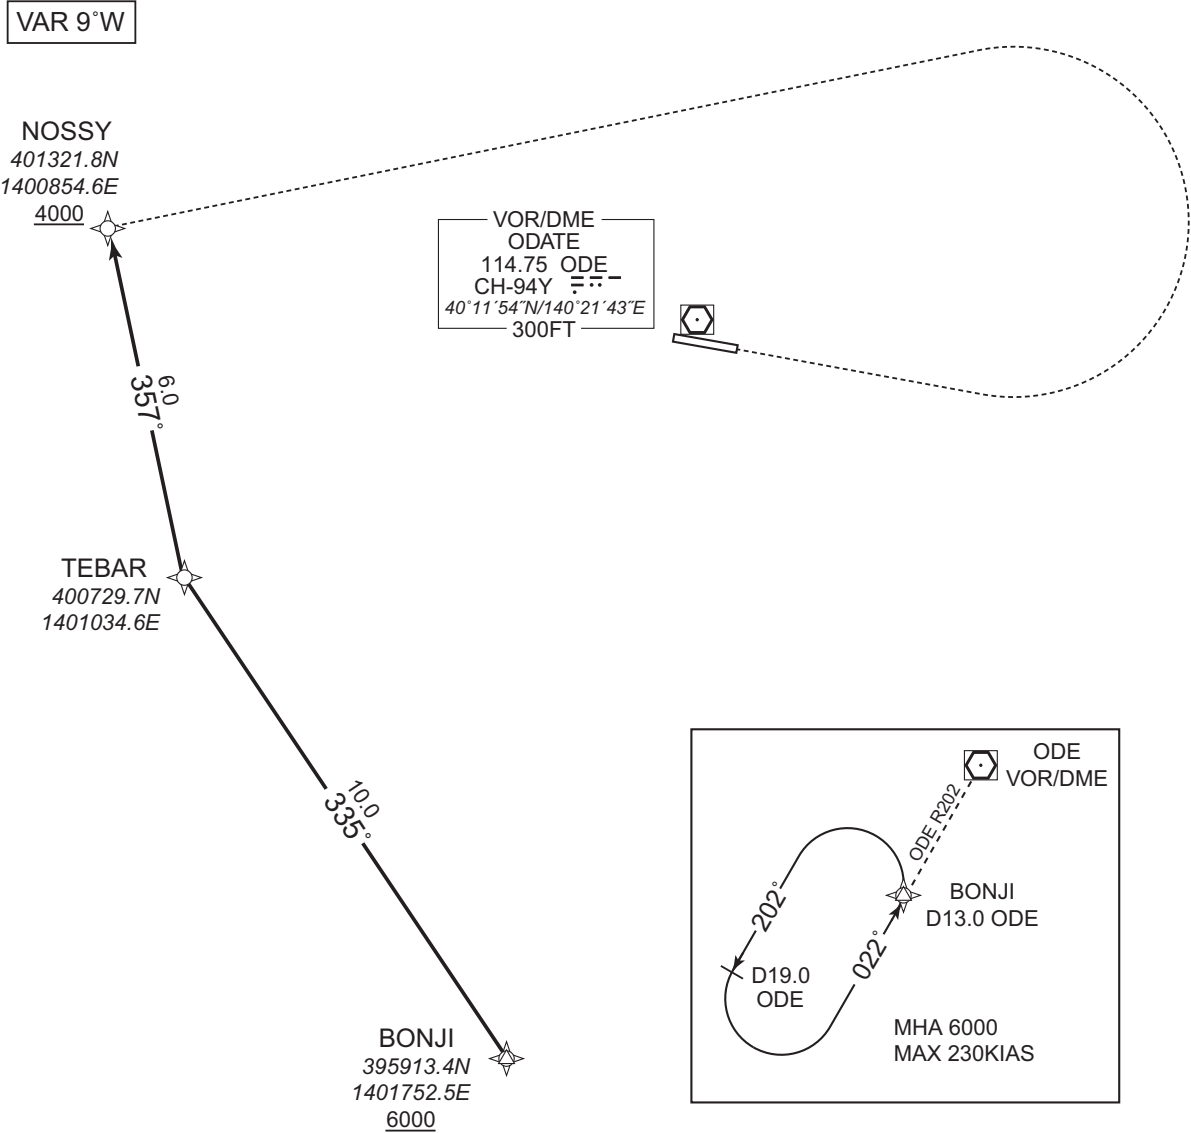 VAR 9°W
NOSSY
401321.8N
1400854.6E
4000
VOR/DME
ODATE
114.75 ODE
CH-94Y
40°11´54˝N/140°21´43˝E
300FT
6.0
357°
TEBAR
400729.7N
1401034.6E
10.0
335°
BONJI
395913.4N
1401752.5E
6000
ODE
VOR/DME
ODE R202
BONJI
D13.0 ODE
202°
022°
D19.0
ODE
MHA 6000
MAX 230KIAS